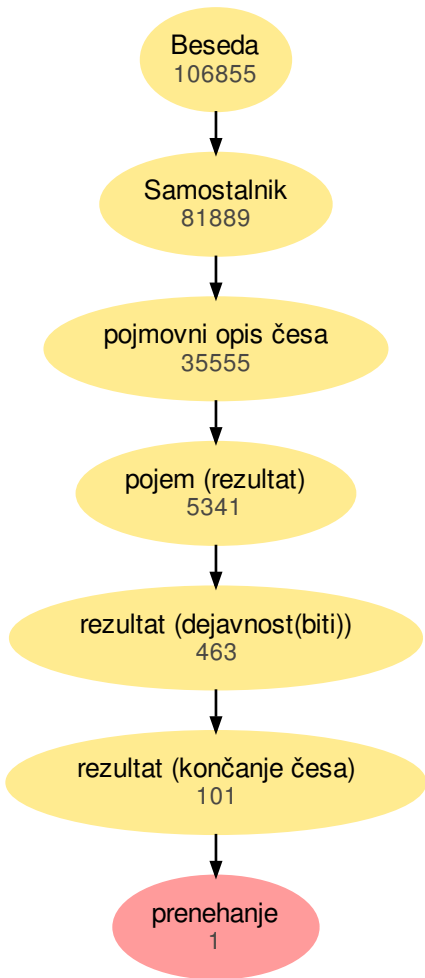 Beseda
106855
Samostalnik
81889
pojmovni opis česa
35555
pojem (rezultat)
5341
rezultat (dejavnost(biti))
463
rezultat (končanje česa)
101
prenehanje
1